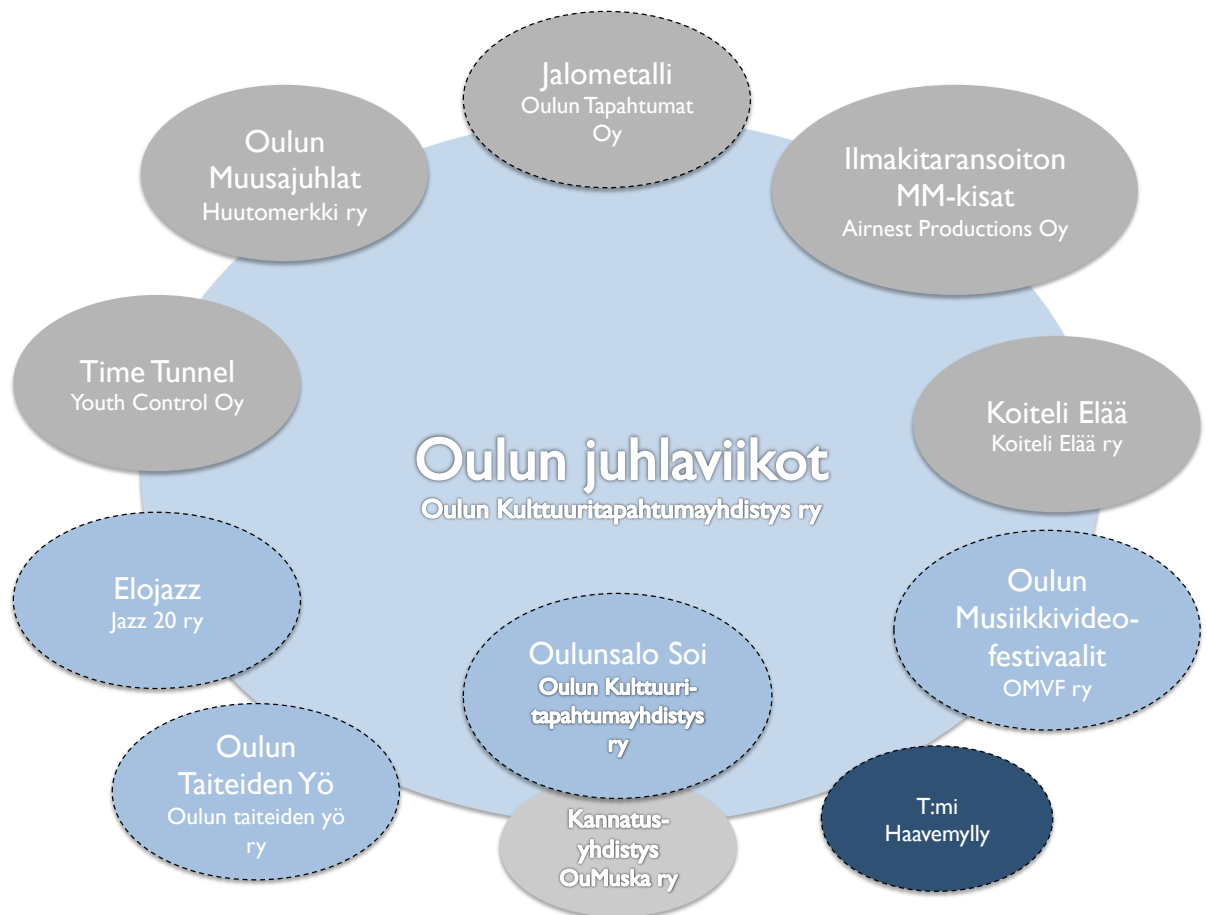 Jalometalli
Oulun Tapahtumat
Oy
Oulun
Muusajuhlat
Huutomerkki ry
Ilmakitaransoiton
MM-kisat
Airnest Productions Oy
Time Tunnel
Youth Control Oy
Koiteli Elää
Koiteli Elää ry
Oulun juhlaviikot
Oulun Kulttuuritapahtumayhdistys ry
Elojazz
Jazz 20 ry
Oulunsalo Soi
Oulun Kulttuuri-
tapahtumayhdistys
ry
Oulun
Musiikkivideo-
festivaalit
OMVF ry
Oulun
Taiteiden Yö
Oulun taiteiden yö
ry
Kannatus-
yhdistys
OuMuska ry
T:mi
Haavemylly